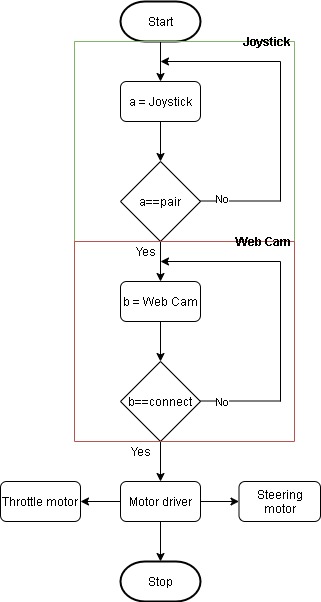 Start
Joystick
a = Joystick
a==pair
No
Yes
Web Cam
b = Web Cam
b==connect
No
Yes
Throttle motor
Motor driver
Steering
motor
Stop